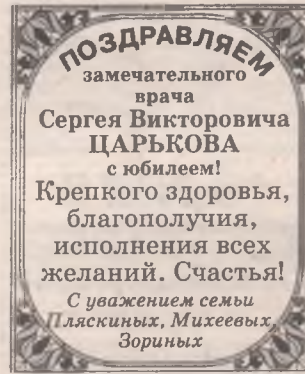 ПОЗДРАВЛЯЕМ
замечательного
врача
Сергея Викторовича
ЦАРЬКОВА
с юбилеем!
Крепкого здоровья,
благополучия,
исполнения всех
желаний. Счастья!
С уважением семьи
Пляскиных, Михеевых,
Зориных